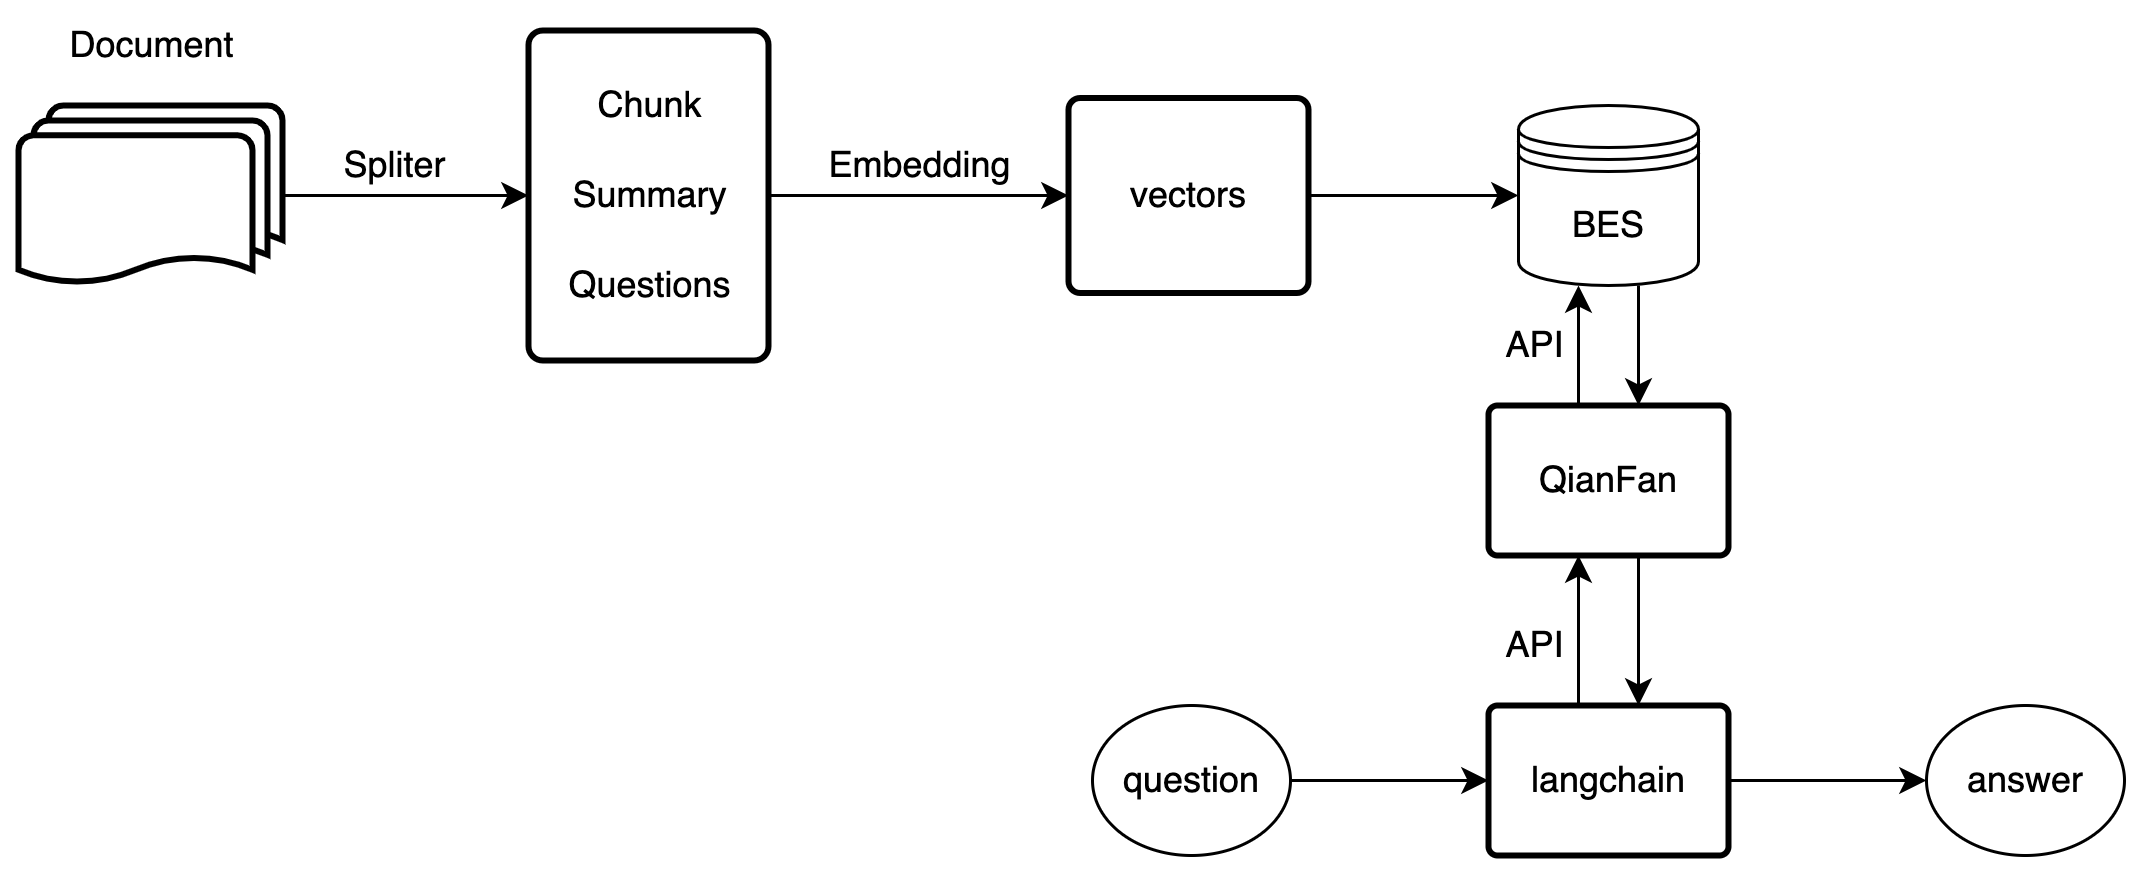 Document
Spliter
Chunk
Summary
Questions
Embedding
vectors
BES
API
QianFan
API
question
langchain
answer